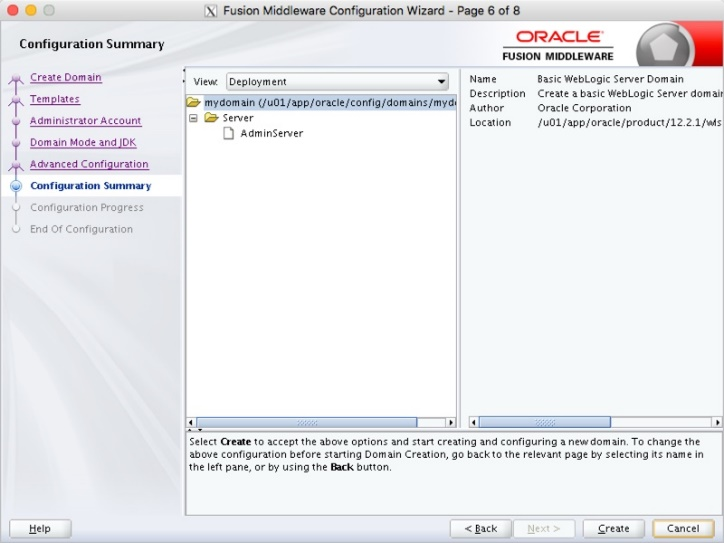 Fusion Middleware Configuration Wizard - Page 6 of 8
Configuration Summary
ORACLE
FUSION MIDDLEWARE
Create Domain
Templates
Administrator Account
Domain Mode and JDK
Advanced Configuration
Configuration Summary
Configuration Progress
End Of Configuration
View: Deployment
mydomain (/u01/app/oracle/config/domains/myd
Server
AdminServer
Name Basic WebLogic Server Domain
Description Create a basic WebLogic Server domain
Author Oracle Corporation
Location /u01/app/oracle/product/12.2.1/wls
Select Create to accept the above options and start creating and configuring a new domain. To change the
above configuration before starting Domain Creation, go back to the relevant page by selecting its name in
the left pane, or by using the Back button.
Help
< Back
Next >
Create
Cancel